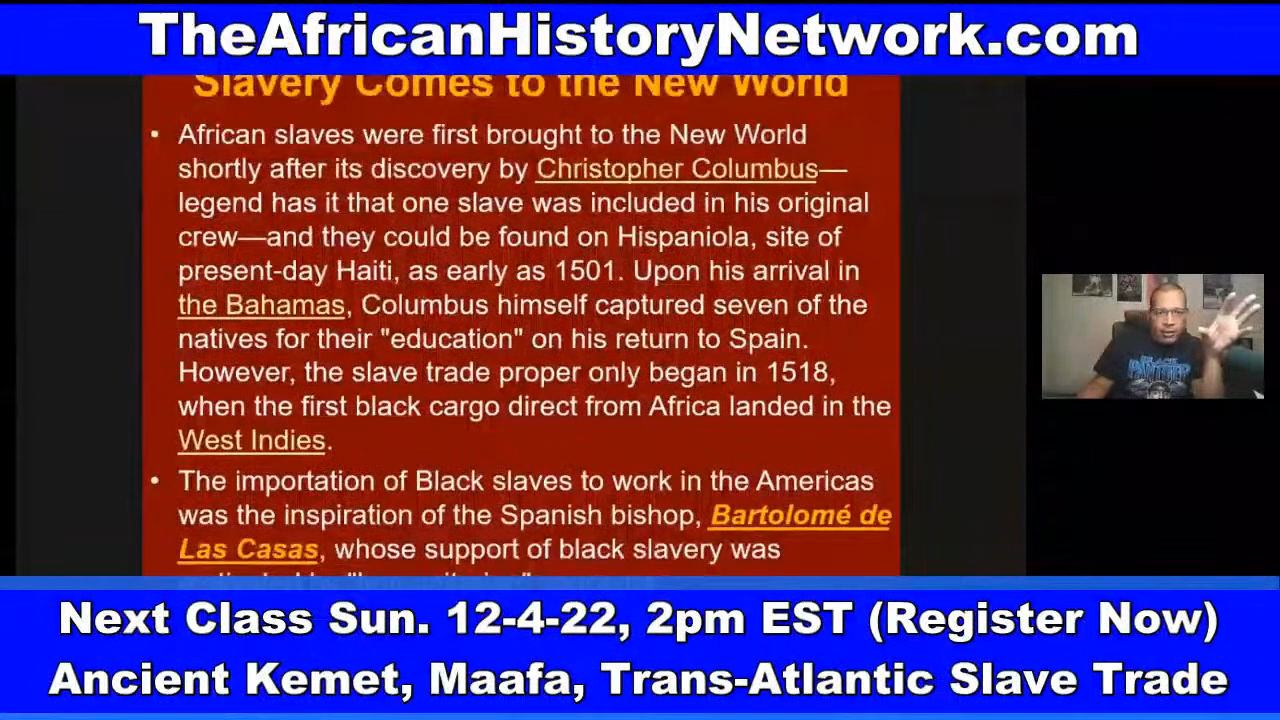 TheAfricanHistoryNetwork.com
Slavery Comes to the New World
• African slaves were first brought to the New World
shortly after its discovery by Christopher Columbus—
legend has it that one slave was included in his original
crew—and they could be found on Hispaniola, site of
present-day Haiti, as early as 1501. Upon his arrival in
the Bahamas, Columbus himself captured seven of the
natives for their "education" on his return to Spain.
However, the slave trade proper only began in 1518,
when the first black cargo direct from Africa landed in the
West Indies.
• The importation of Black slaves to work in the Americas
was the inspiration of the Spanish bishop, Bartolomé de
Las Casas, whose support of black slavery was
BLACK
PANTHER
Next Class Sun. 12-4-22, 2pm EST (Register Now)
Ancient Kemet, Maafa, Trans-Atlantic Slave Trade